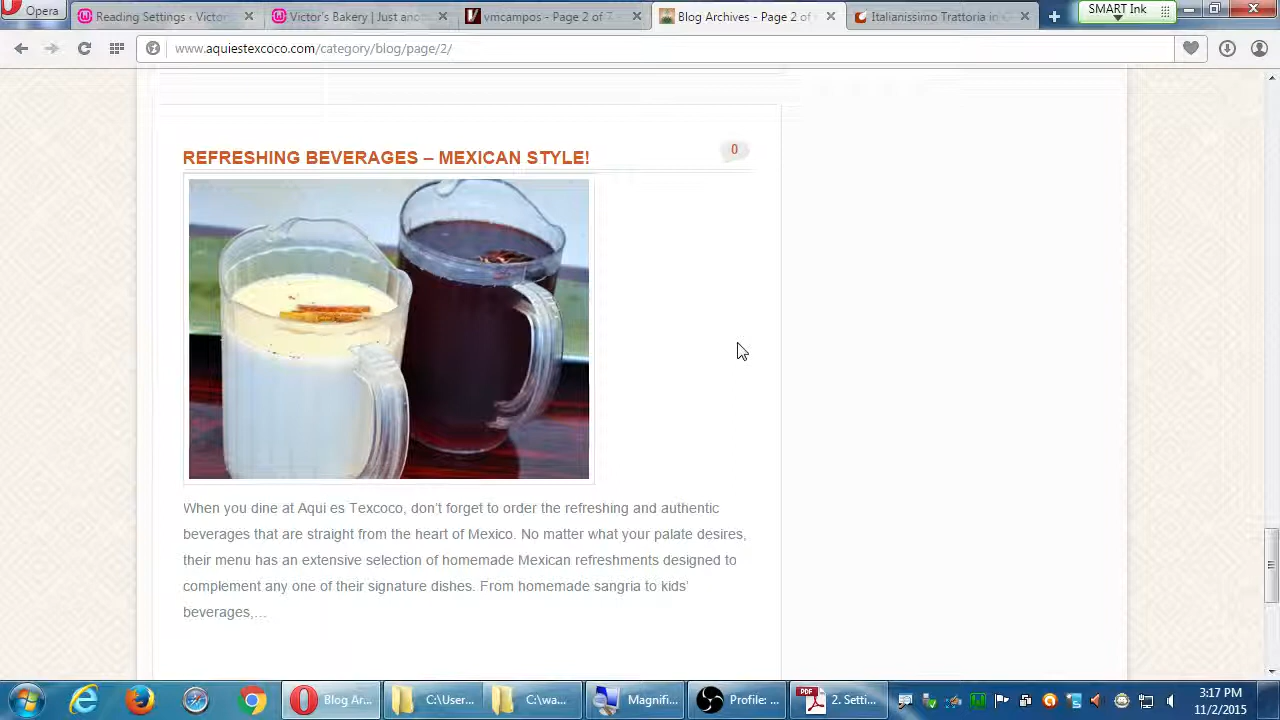 Opera
Reading Settings ‹ Victor
Victor's Bakery | Just ano
vmcampos - Page 2 of 7
Blog Archives - Page 2 of
Italianissimo Trattoria in
SMART Ink
www.aquiestexcoco.com/category/blog/page/2/
REFRESHING BEVERAGES – MEXICAN STYLE!
0
When you dine at Aqui es Texcoco, don't forget to order the refreshing and authentic
beverages that are straight from the heart of Mexico. No matter what your palate desires,
their menu has an extensive selection of homemade Mexican refreshments designed to
complement any one of their signature dishes. From homemade sangria to kids'
beverages,…
Blog Ar...
C:\User...
C:\wa...
Magnifi...
Profile: ...
PDF
2. Setti...
3:17 PM
11/2/2015